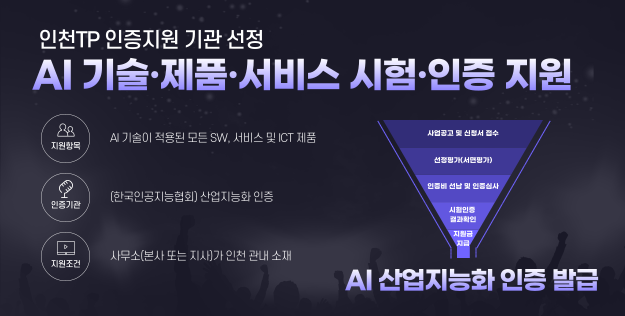 인천TP 인증지원 기관 선정
AI 기술·제품·서비스 시험·인증 지원
지원항목
AI 기술이 적용된 모든 SW, 서비스 및 ICT 제품
인증기관
(한국인공지능협회) 산업지능화 인증
지원조건
사무소(본사 또는 지사)가 인천 관내 소재
사업공고 및 신청서 접수
선정평가(서면평가)
인증비 선납 및 인증심사
시험인증
결과확인
지원금
지급
AI 산업지능화 인증 발급